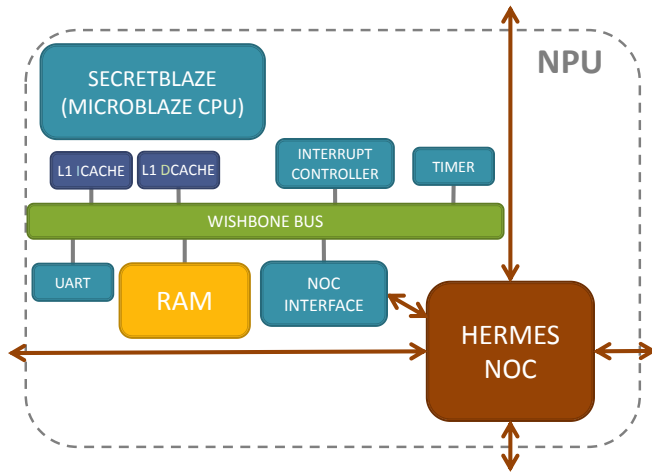 NPU
SECRETBLAZE
(MICROBLAZE CPU)
L1 ICACHE
L1 DCACHE
INTERRUPT
CONTROLLER
TIMER
WISHBONE BUS
UART
RAM
NOC
INTERFACE
HERMES
NOC